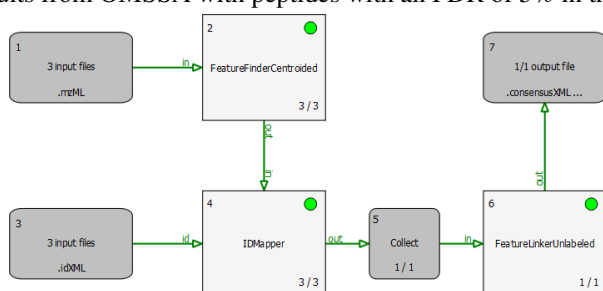 ults from OMSSA with peptides with an FDR of 5% in th
1
3 input files
.mzML
in
2
FeatureFinderCentroided
3 / 3
7
1/1 output file
.consensusXML ...
out
in
out
3
3 input files
.idXML
id
4
IDMapper
3 / 3
out
5
Collect
1 / 1
in
6
FeatureLinkerUnlabeled
1 / 1